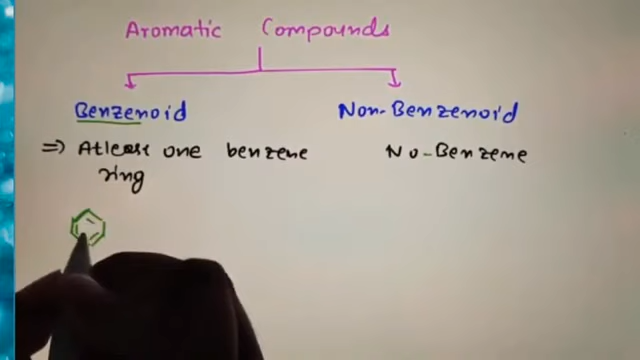 Aromatic Compounds
Benzenoid
Non-Benzenoid
=> Atleast one benzene
ring
No-Benzene